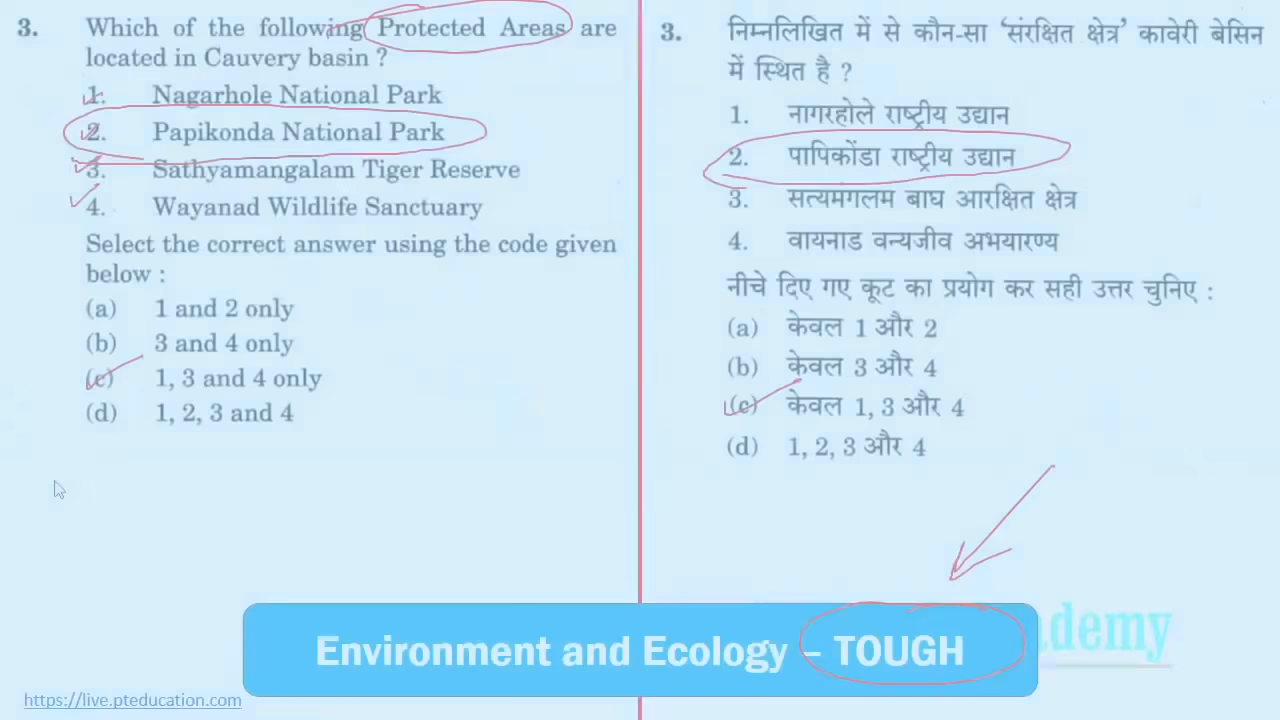 3. Which of the following Protected Areas are
located in Cauvery basin ?
1. Nagarhole National Park
2. Papikonda National Park
3. Sathyamangalam Tiger Reserve
4. Wayanad Wildlife Sanctuary
Select the correct answer using the code given
below :
(a) 1 and 2 only
(b) 3 and 4 only
(c) 1, 3 and 4 only
(d) 1, 2, 3 and 4
3. निम्नलिखित में से कौन-सा ‘संरक्षित क्षेत्र’ कावेरी बेसिन
में स्थित है ?
1. नागरहोले राष्ट्रीय उद्यान
2. पापिकोंडा राष्ट्रीय उद्यान
3. सत्यमगलम बाघ आरक्षित क्षेत्र
4. वायनाड वन्यजीव अभयारण्य
नीचे दिए गए कूट का प्रयोग कर सही उत्तर चुनिए :
(a) केवल 1 और 2
(b) केवल 3 और 4
(c) केवल 1, 3 और 4
(d) 1, 2, 3 और 4
Environment and Ecology – TOUGH
https://live.pteducation.com